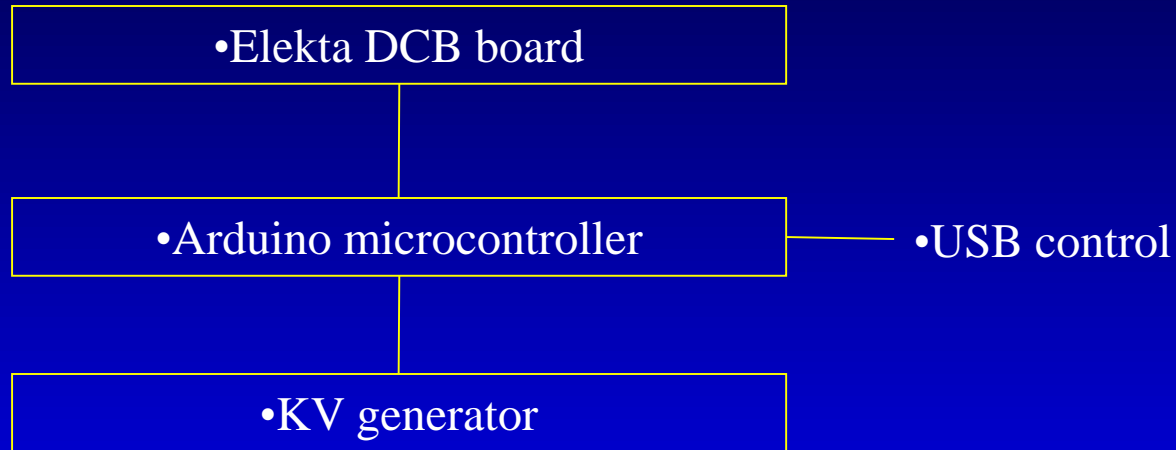 •Elekta DCB board
•Arduino microcontroller
•USB control
•KV generator